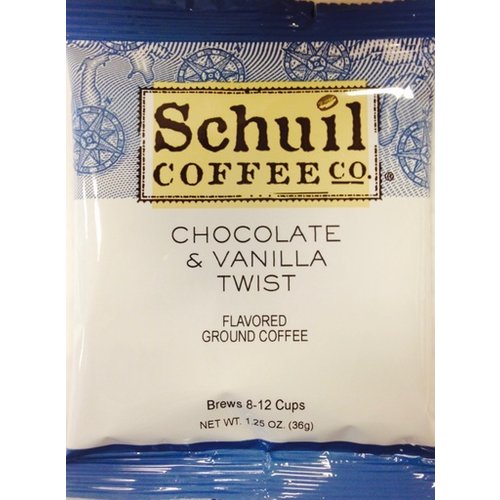 Schuil
COFFEE CO.®
CHOCOLATE
& VANILLA
TWIST
FLAVORED
GROUND COFFEE
Brews 8-12 Cups
NET WT. 1.25 OZ. (36g)